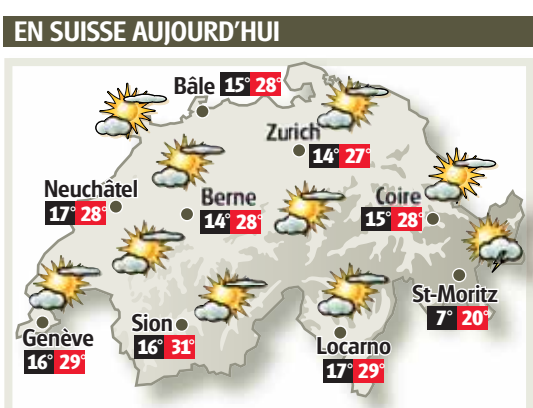 EN SUISSE AUJOURD'HUI
Bâle 15° 28°
Zurich
14° 27°
Neuchâtel
17° 28°
Berne
14° 28°
Coire
15° 28°
St-Moritz
7° 20°
Sion
16° 31°
Genève
16° 29°
Locarno
17° 29°